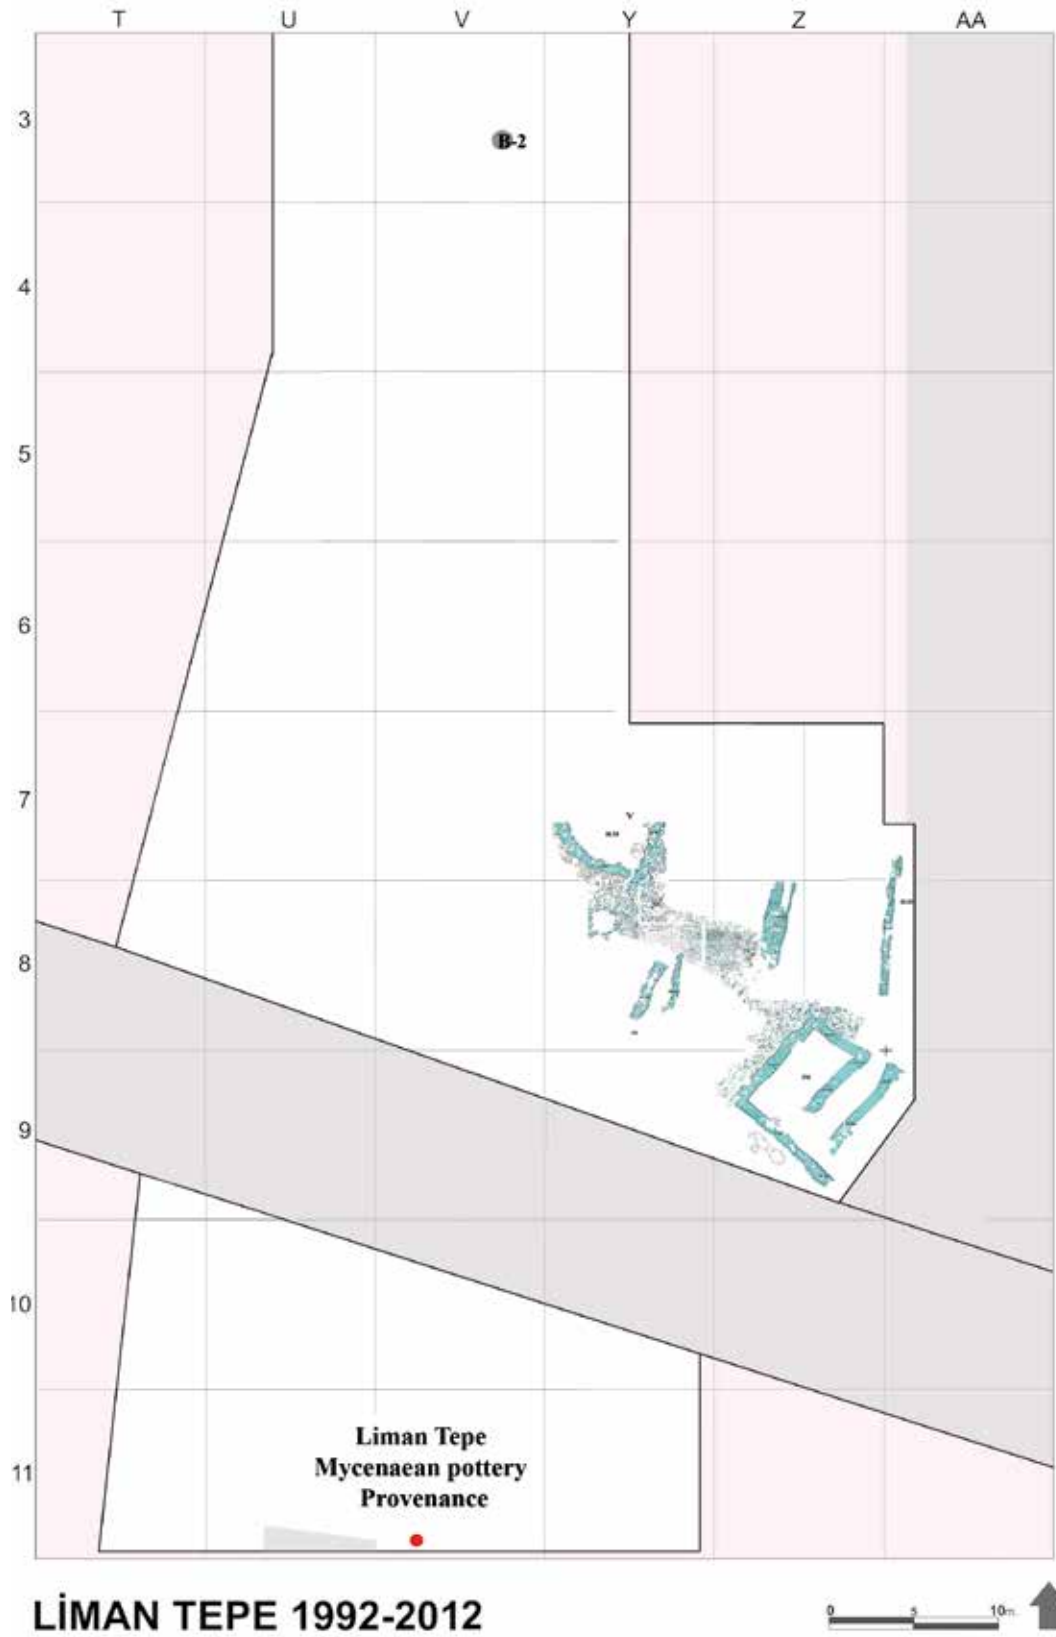 T U V Y Z AA
3
B-2
4
5
6
7
V
8
9
10
11
Liman Tepe
Mycenaean pottery
Provenance
LİMAN TEPE 1992-2012
0 5 10m.